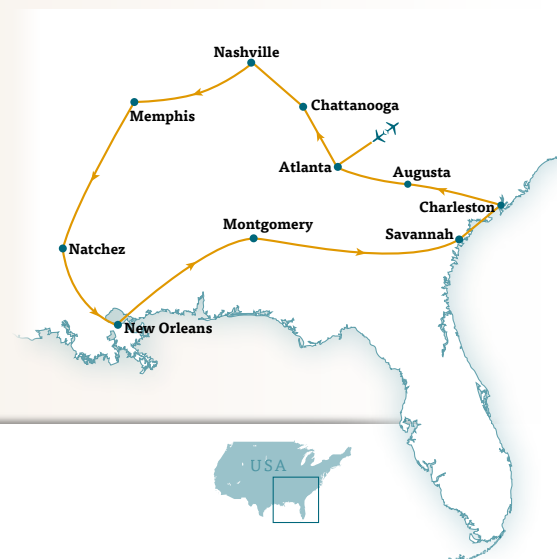 Nashville
Chattanooga
Memphis
Atlanta
Augusta
Charleston
Montgomery
Savannah
Natchez
New Orleans
USA